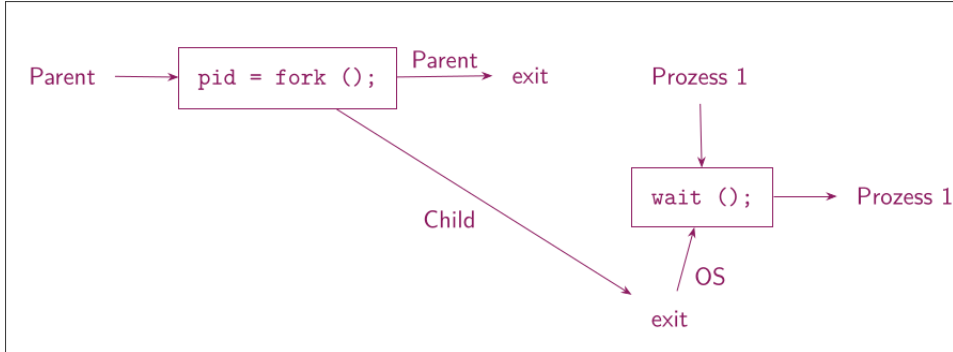 Parent
pid = fork ();
Parent
exit
Prozess 1
wait ();
Prozess 1
Child
OS
exit